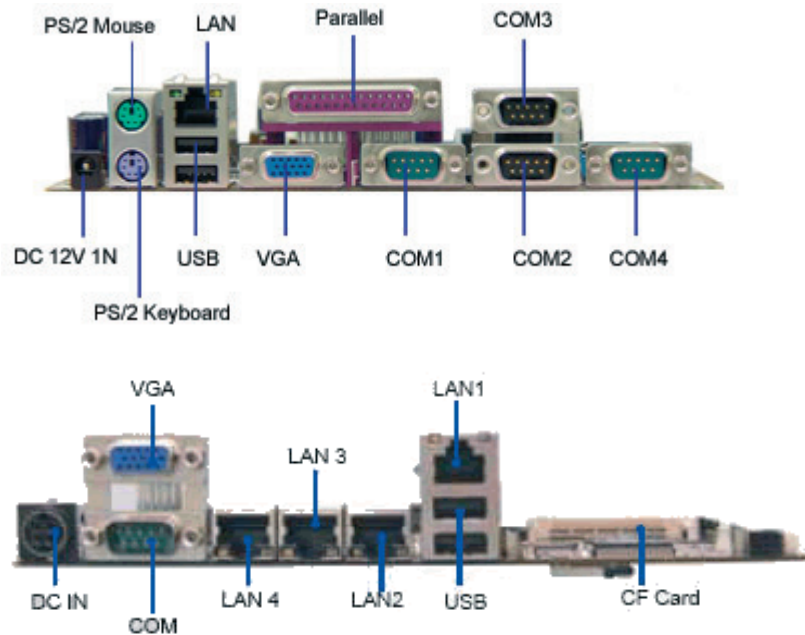 PS/2 Mouse
LAN
Parallel
COM3
DC 12V 1N
USB
VGA
COM1
COM2
COM4
PS/2 Keyboard
VGA
LAN1
LAN 3
DC IN
COM
LAN 4
LAN2
USB
CF Card